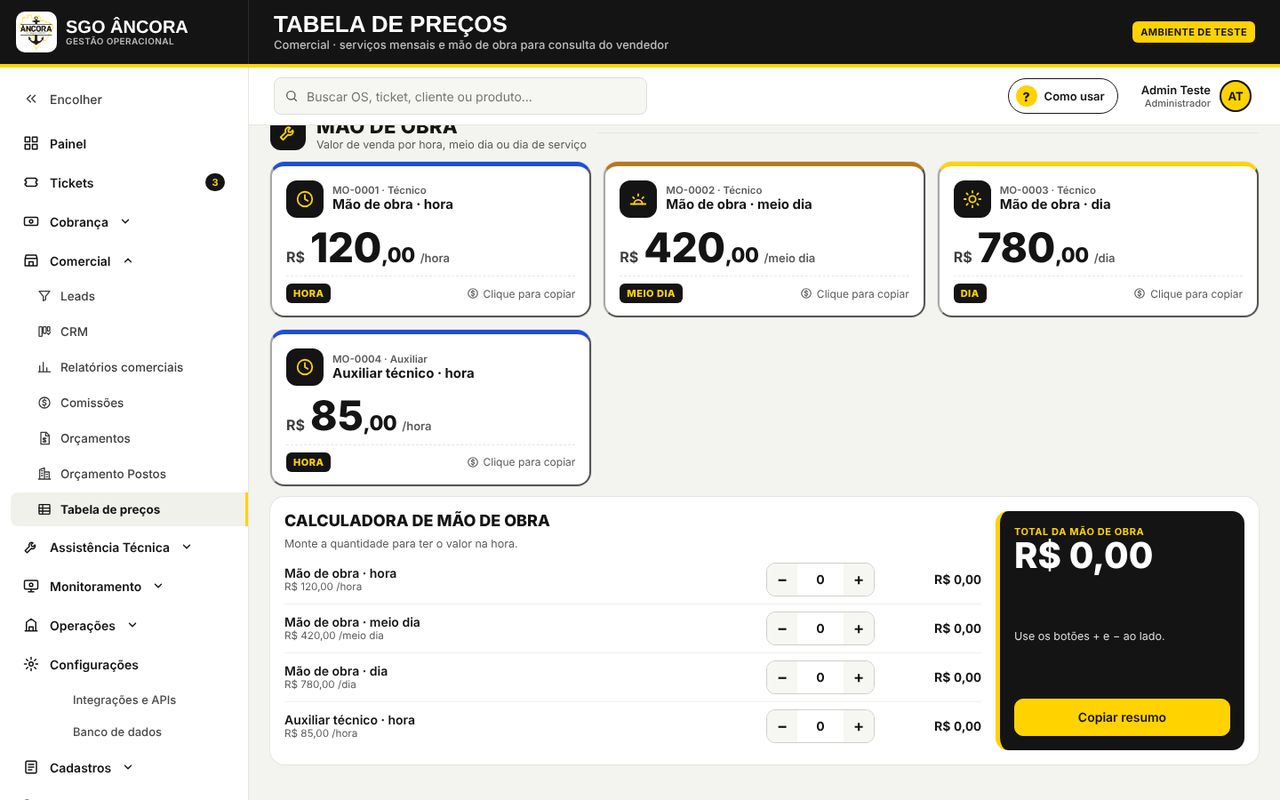 ÂNCORA
SGO ÂNCORA
GESTÃO OPERACIONAL
TABELA DE PREÇOS
Comercial · serviços mensais e mão de obra para consulta do vendedor
AMBIENTE DE TESTE
Encolher
Buscar OS, ticket, cliente ou produto...
? Como usar
Admin Teste
Administrador
AT
Painel
Tickets 3
Cobrança
Comercial
Leads
CRM
Relatórios comerciais
Comissões
Orçamentos
Orçamento Postos
Tabela de preços
Assistência Técnica
Monitoramento
Operações
Configurações
Integrações e APIs
Banco de dados
Cadastros
MÃO DE OBRA
Valor de venda por hora, meio dia ou dia de serviço
MO-0001 · Técnico
Mão de obra · hora
R$ 120,00 /hora
HORA Clique para copiar
MO-0002 · Técnico
Mão de obra · meio dia
R$ 420,00 /meio dia
MEIO DIA Clique para copiar
MO-0003 · Técnico
Mão de obra · dia
R$ 780,00 /dia
DIA Clique para copiar
MO-0004 · Auxiliar
Auxiliar técnico · hora
R$ 85,00 /hora
HORA Clique para copiar
CALCULADORA DE MÃO DE OBRA
Monte a quantidade para ter o valor na hora.
Mão de obra · hora
R$ 120,00 /hora
− 0 + R$ 0,00
Mão de obra · meio dia
R$ 420,00 /meio dia
− 0 + R$ 0,00
Mão de obra · dia
R$ 780,00 /dia
− 0 + R$ 0,00
Auxiliar técnico · hora
R$ 85,00 /hora
− 0 + R$ 0,00
TOTAL DA MÃO DE OBRA
R$ 0,00
Use os botões + e − ao lado.
Copiar resumo